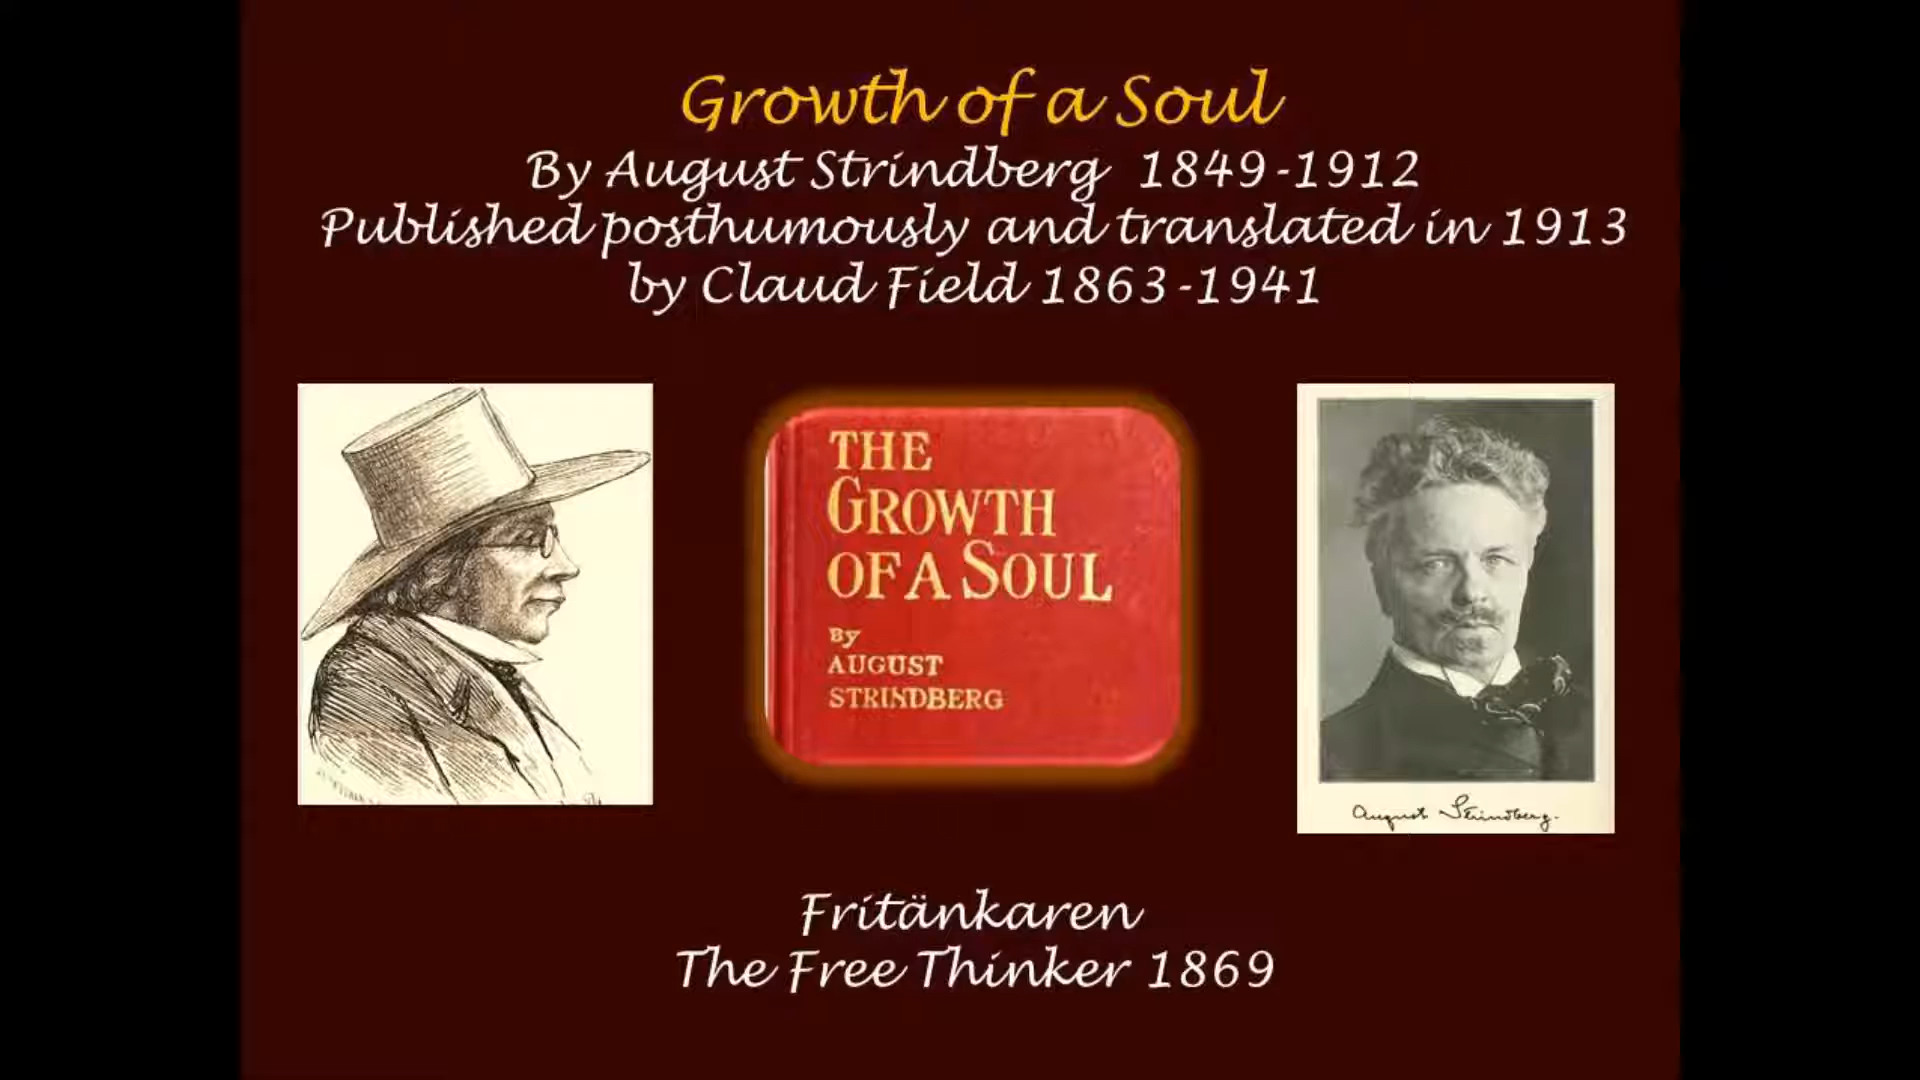 Growth of a Soul
By August Strindberg 1849-1912
Published posthumously and translated in 1913
by Claud Field 1863-1941
THE
GROWTH
OF A SOUL
By
AUGUST
STRINDBERG
August Strindberg.
Fritänkaren
The Free Thinker 1869